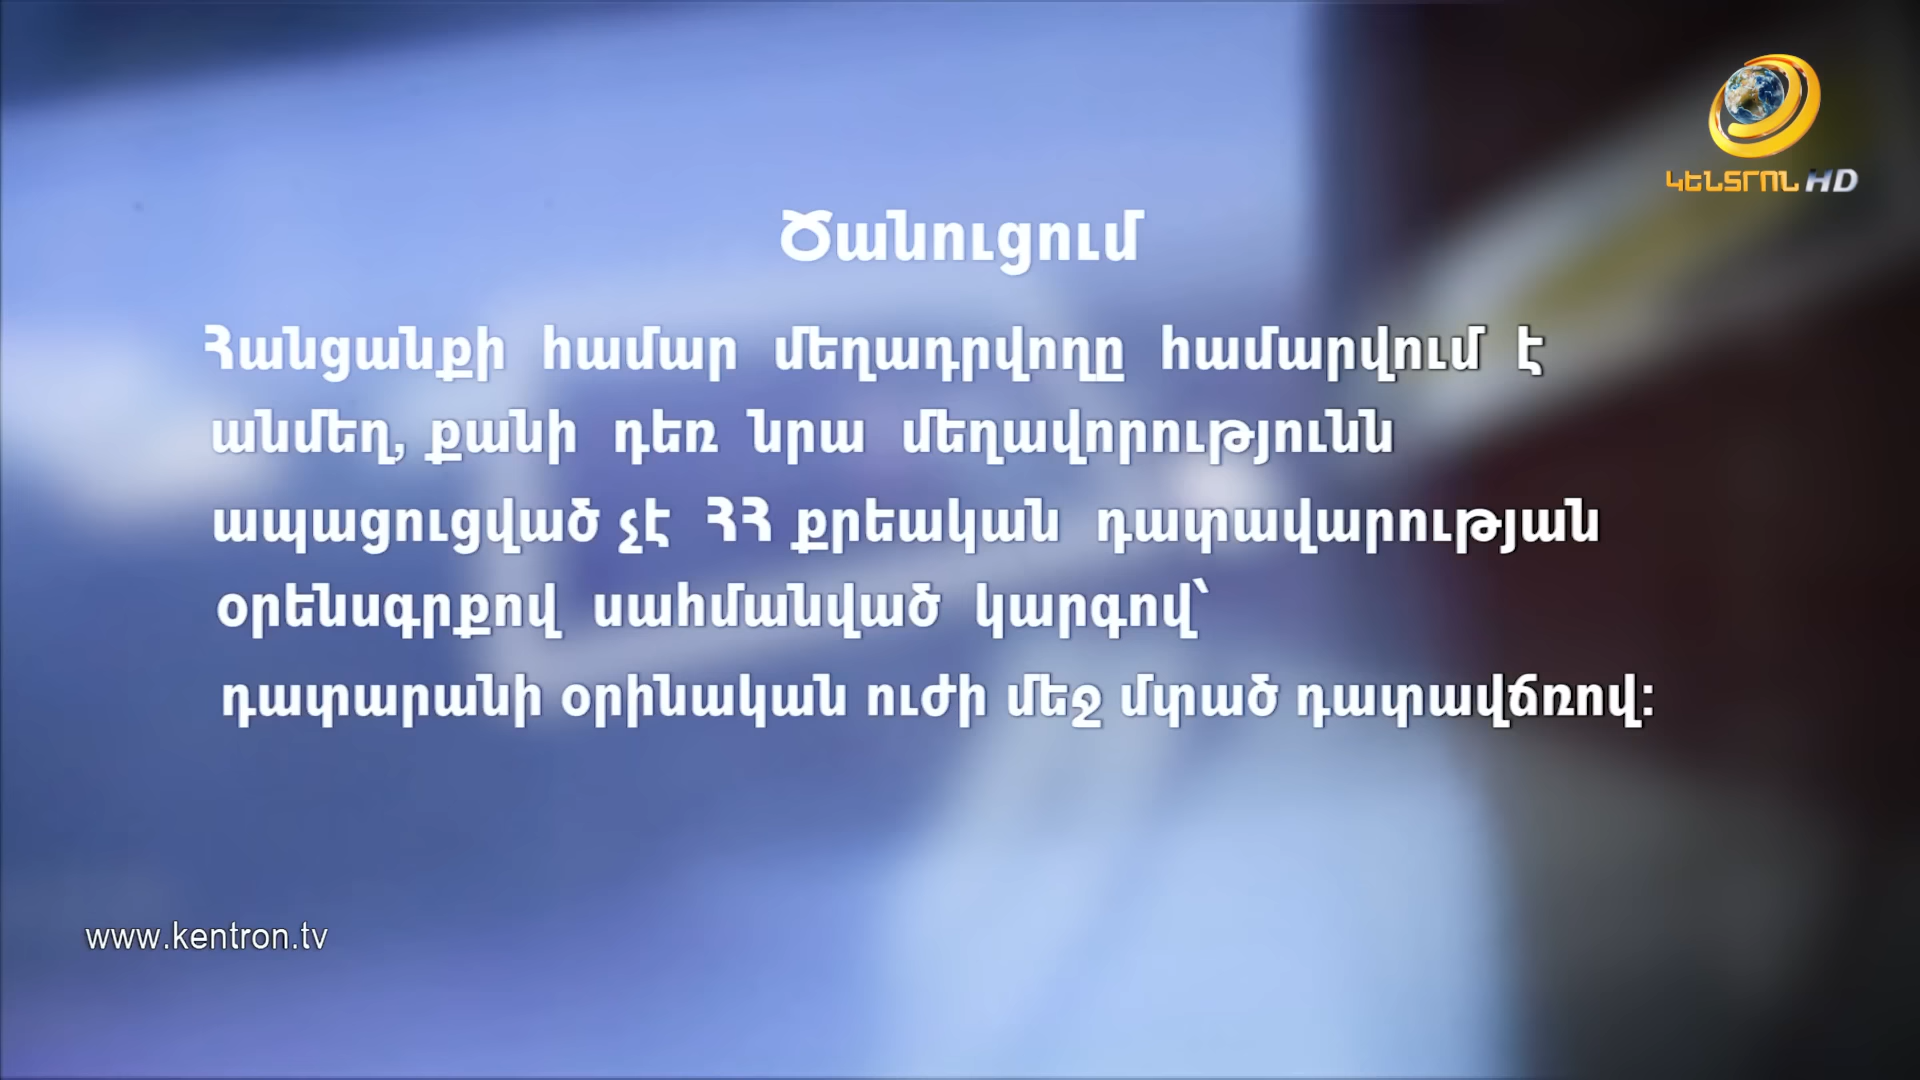 ԿԵՆՏՐՈՆ HD
Ծանուցում
Հանցանքի համար մեղադրվողը համարվում է
անմեղ, քանի դեռ նրա մեղավորությունն
ապացուցված չէ ՀՀ քրեական դատավարության
օրենսգրքով սահմանված կարգով՝
դատարանի օրինական ուժի մեջ մտած դատավճռով:
www.kentron.tv